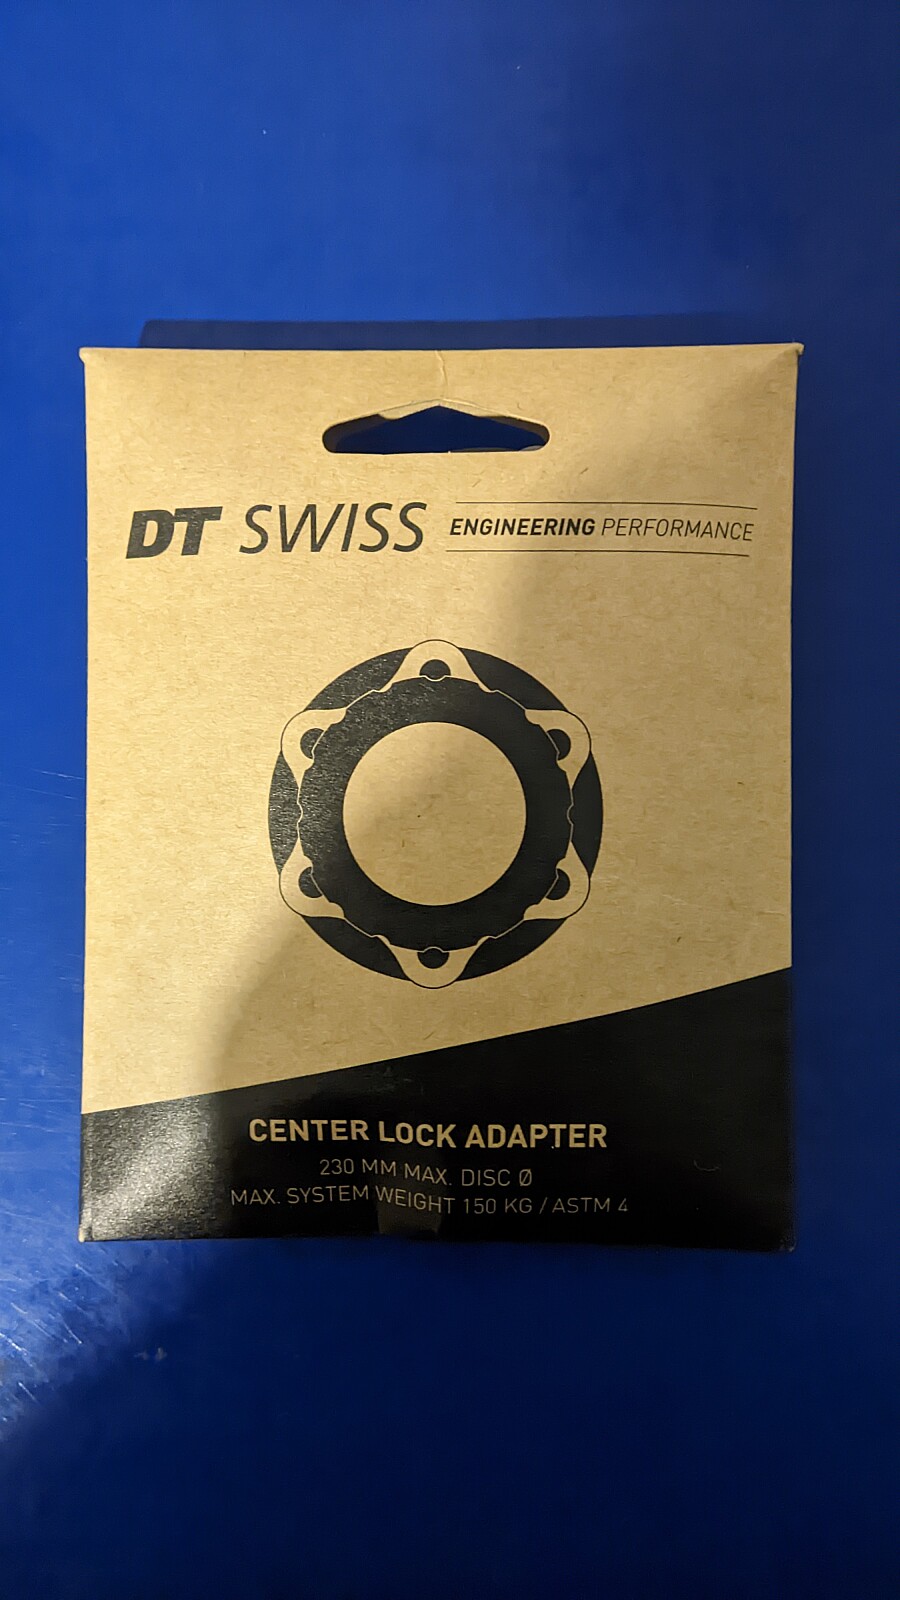 DT SWISS ENGINEERING PERFORMANCE
CENTER LOCK ADAPTER
230 MM MAX. DISC Ø
MAX. SYSTEM WEIGHT 150 KG / ASTM 4